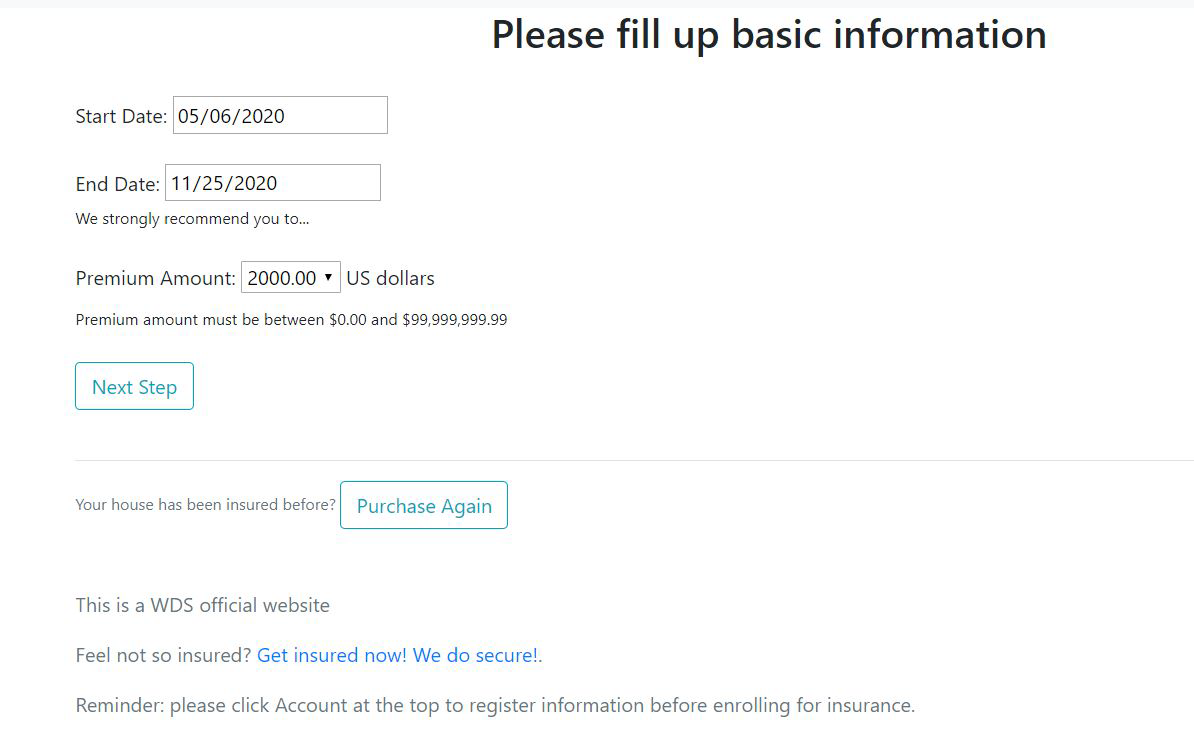 Please fill up basic information
Start Date: 05/06/2020
End Date: 11/25/2020
We strongly recommend you to...
Premium Amount: 2000.00 ▼ US dollars
Premium amount must be between $0.00 and $99,999,999.99
Next Step
Your house has been insured before? Purchase Again
This is a WDS official website
Feel not so insured? Get insured now! We do secure!.
Reminder: please click Account at the top to register information before enrolling for insurance.